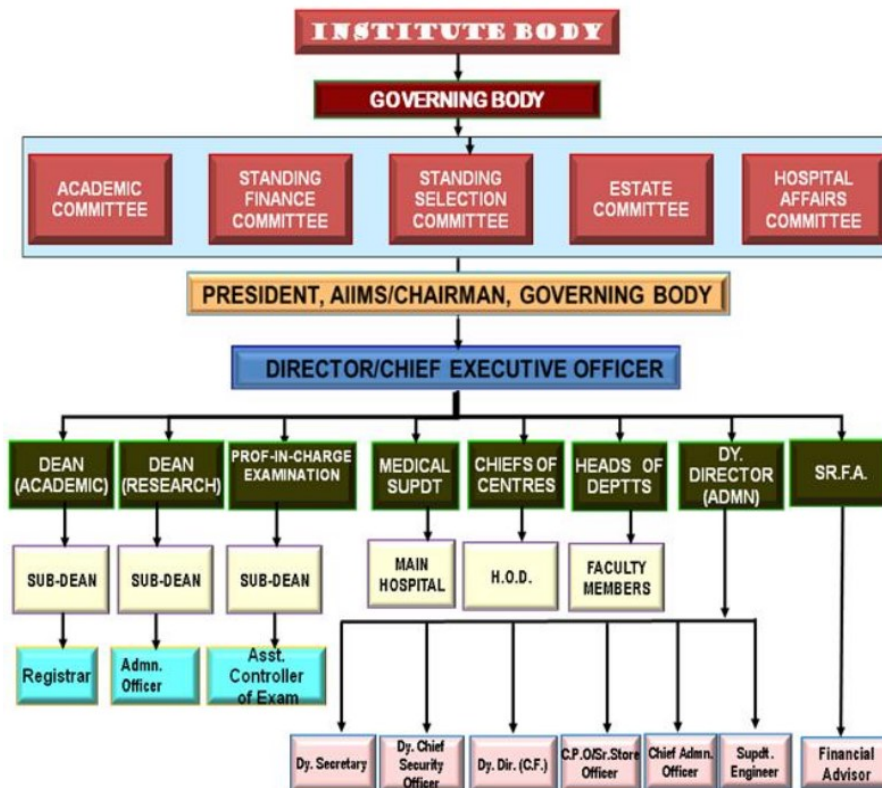 INSTITUTE BODY
GOVERNING BODY
ACADEMIC
COMMITTEE
STANDING
FINANCE
COMMITTEE
STANDING
SELECTION
COMMITTEE
ESTATE
COMMITTEE
HOSPITAL
AFFAIRS
COMMITTEE
PRESIDENT, AIIMS/CHAIRMAN, GOVERNING BODY
DIRECTOR/CHIEF EXECUTIVE OFFICER
DEAN
(ACADEMIC)
DEAN
(RESEARCH)
PROF-IN-CHARGE
EXAMINATION
MEDICAL
SUPDT
CHIEFS OF
CENTRES
HEADS OF
DEPTTS
DY.
DIRECTOR
(ADMN)
SR.F.A.
SUB-DEAN
SUB-DEAN
SUB-DEAN
MAIN
HOSPITAL
H.O.D.
FACULTY
MEMBERS
Registrar
Admn.
Officer
Asst.
Controller
of Exam
Dy. Secretary
Dy. Chief
Security
Officer
Dy. Dir. (C.F.)
C.P.O/Sr.Store
Officer
Chief Admn.
Officer
Supdt.
Engineer
Financial
Advisor